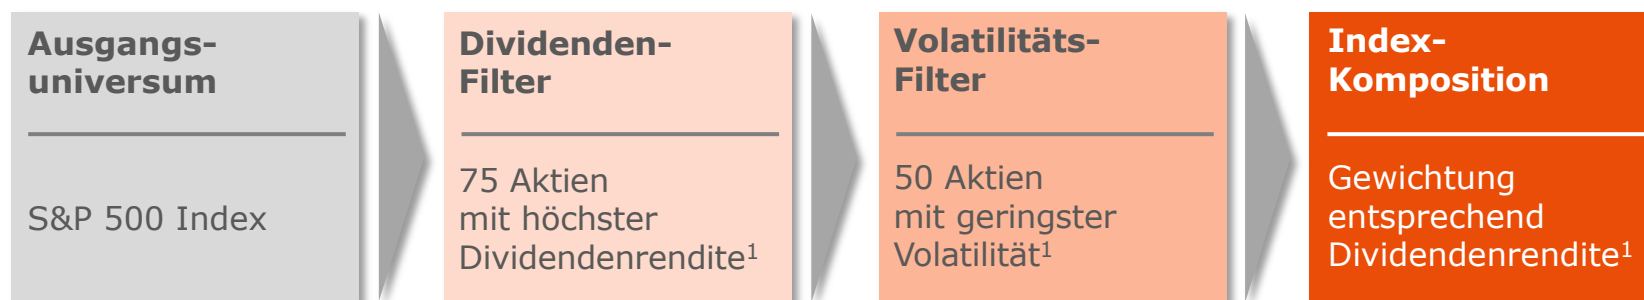 Ausgangs-
universum
S&P 500 Index
Dividenden-
Filter
75 Aktien
mit höchster
Dividendenrendite¹
Volatilitäts-
Filter
50 Aktien
mit geringster
Volatilität¹
Index-
Komposition
Gewichtung
entsprechend
Dividendenrendite¹